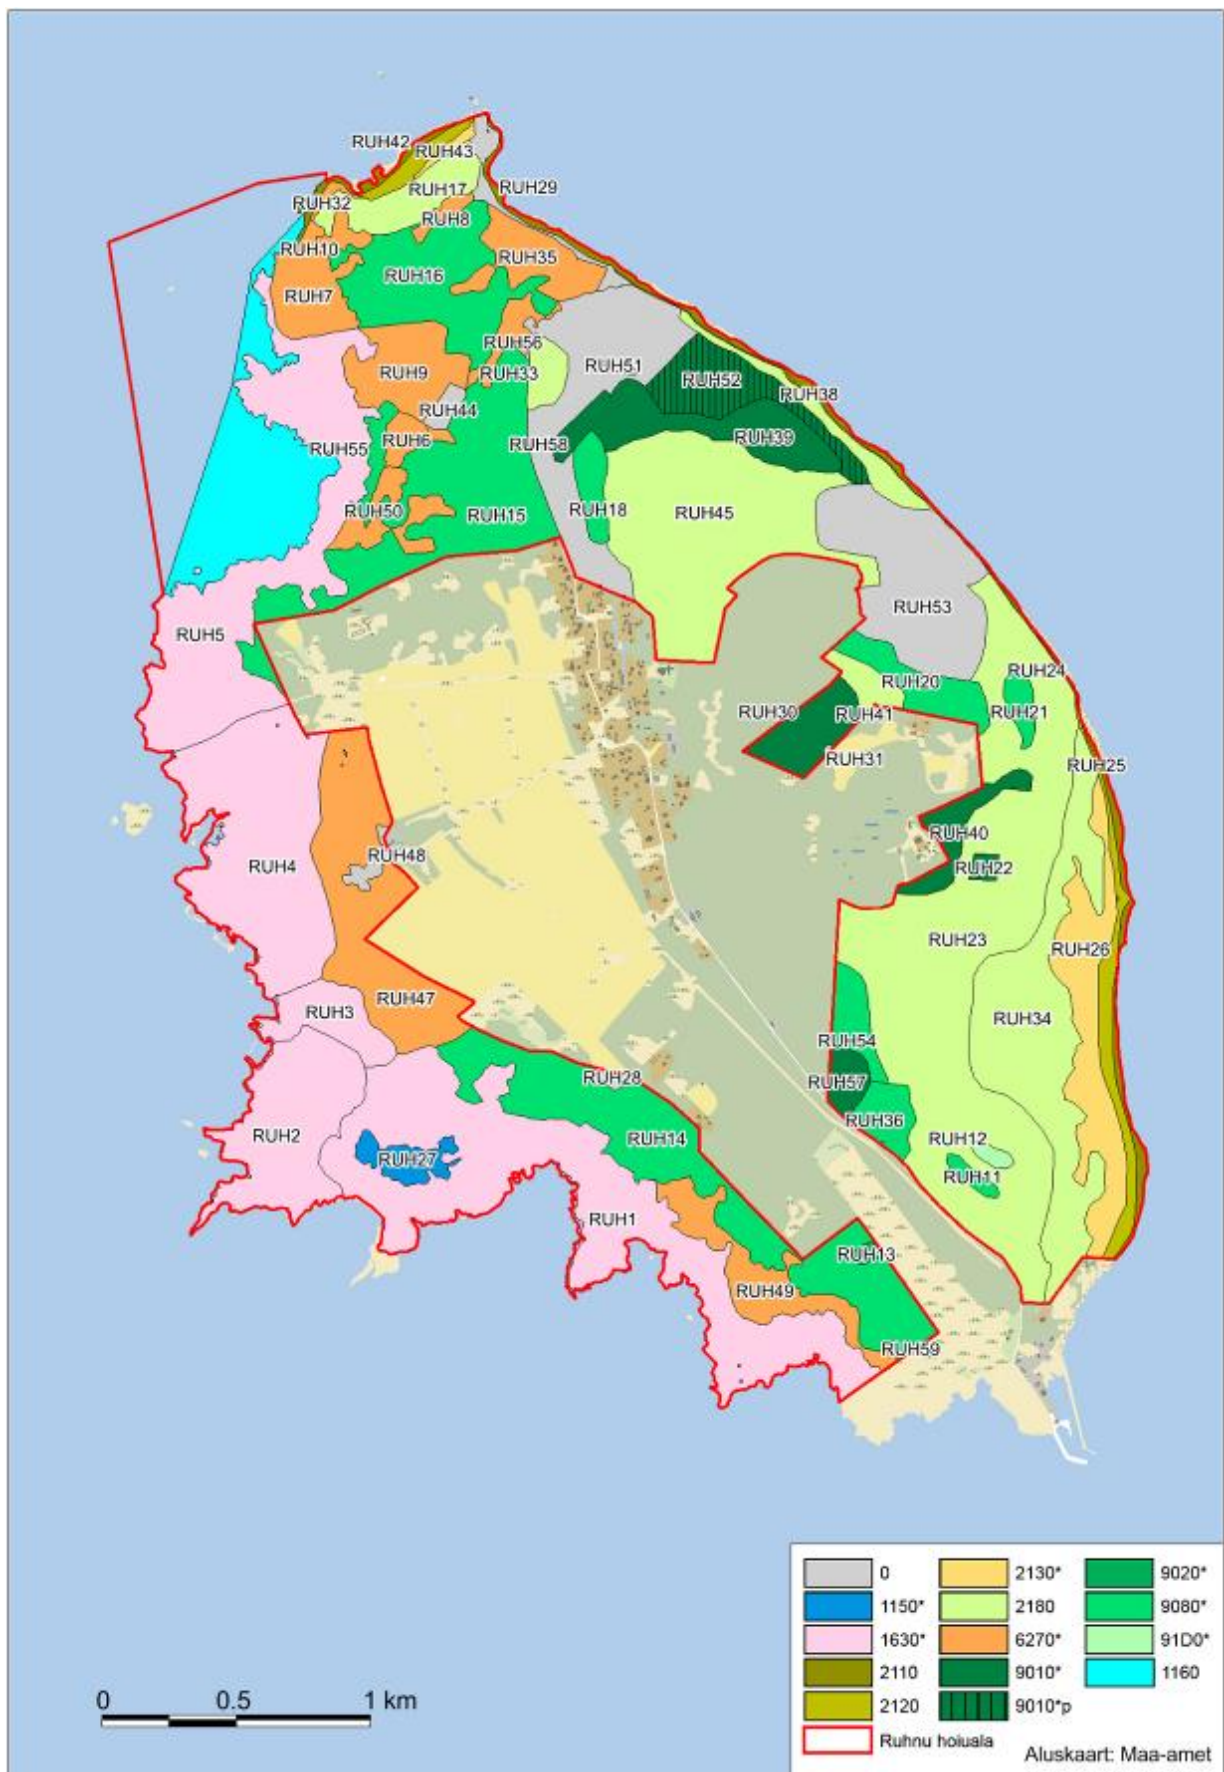 RUH42
RUH43
RUH29
RUH17
RUH32
RUH8
RUH10
RUH35
RUH16
RUH7
RUH56
RUH51
RUH9
RUH33
RUH52
RUH38
RUH44
RUH6
RUH39
RUH58
RUH55
RUH50
RUH15
RUH18
RUH45
RUH53
RUH5
RUH24
RUH20
RUH30
RUH41
RUH21
RUH31
RUH25
RUH40
RUH48
RUH4
RUH22
RUH23
RUH26
RUH47
RUH3
RUH34
RUH54
RUH28
RUH57
RUH36
RUH2
RUH14
RUH12
RUH27
RUH11
RUH1
RUH13
RUH49
RUH59
0 0.5 1 km
0 2130* 9020*
1150* 2180 9080*
1630* 6270* 91D0*
2110 9010* 1160
2120 9010*p
Ruhnu hoiuala
Aluskaart: Maa-amet